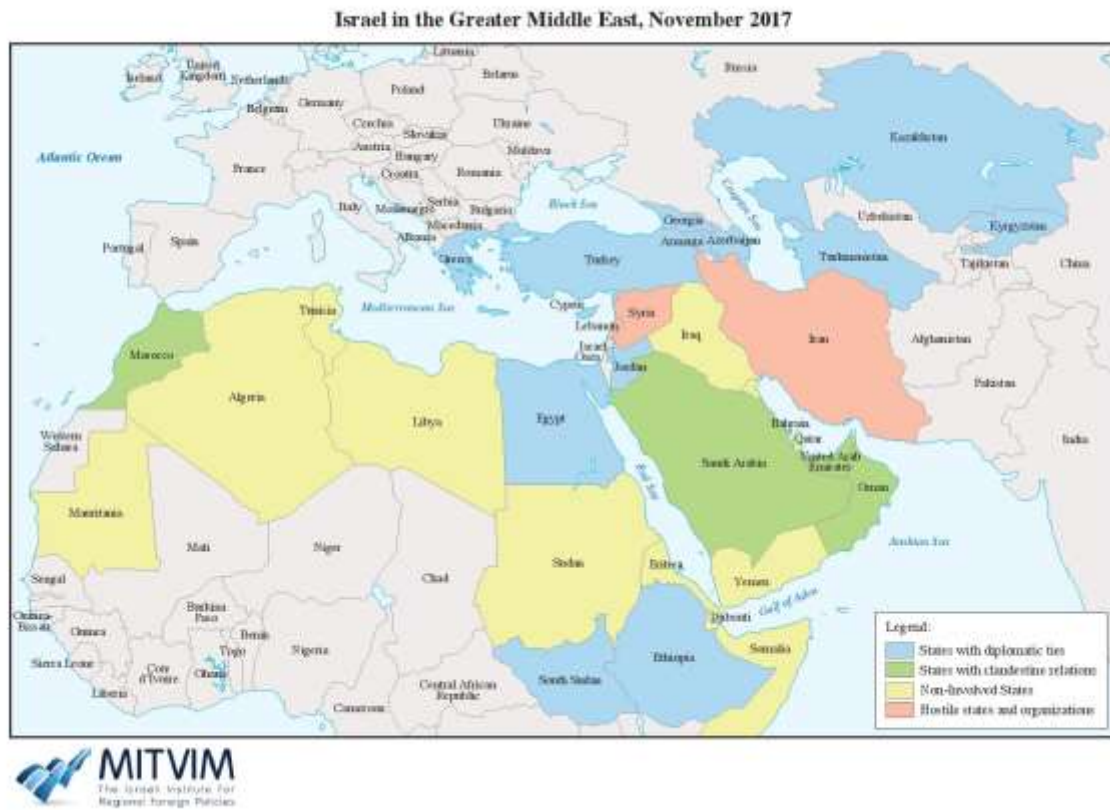 Israel in the Greater Middle East, November 2017
Lithuania
Ireland
United
Kingdom
Netherlands
Belarus
Russia
Poland
Belgium
Germany
Czechia
Ukraine
Kazakhstan
Slovakia
Atlantic Ocean
Austria
Moldova
France
Hungary
Croatia
Romania
Italy
Montenegro
Serbia
Bulgaria
Black Sea
Caspian Sea
Uzbekistan
Georgia
Kyrgyzstan
Macedonia
Portugal
Spain
Albania
Armenia
Azerbaijan
Greece
Turkey
Turkmenistan
Tajikistan
China
Mediterranean Sea
Cyprus
Tunisia
Lebanon
Syria
Iraq
Iran
Afghanistan
Morocco
Israel
Jordan
Pakistan
Algeria
Libya
Egypt
Western
Sahara
Bahrain
Qatar
India
United Arab
Emirates
Saudi Arabia
Red Sea
Oman
Mauritania
Mali
Niger
Arabian Sea
Chad
Sudan
Eritrea
Yemen
Gulf of Aden
Djibouti
Burkina
Faso
Benin
Togo
Nigeria
Sierra Leone
Cote
d'Ivoire
Ghana
Liberia
Cameroon
Central African
Republic
South Sudan
Ethiopia
Somalia
Legend:
States with diplomatic ties
States with clandestine relations
Non-Involved States
Hostile states and organizations
MITVIM
The Israeli Institute for
Regional Foreign Policies